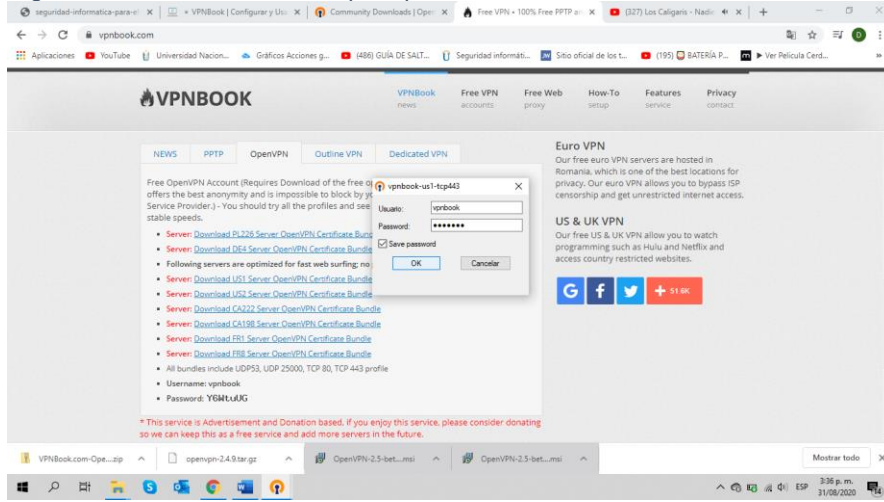 seguridad-informatica-para-el
+ VPNBook | Configurar y Usa
Community Downloads | Open
Free VPN • 100% Free PPTP an
(327) Los Caligaris - Nadie
vpnbook.com
Aplicaciones
YouTube
Universidad Nacion...
Gráficos Acciones g...
(486) GUÍA DE SALT...
Seguridad informáti...
Sitio oficial de los t...
(195) BATERÍA P...
► Ver Película Cerd...
VPNBOOK
VPNBook
news
Free VPN
accounts
Free Web
proxy
How-To
setup
Features
service
Privacy
contact
NEWS PPTP OpenVPN Outline VPN Dedicated VPN
Free OpenVPN Account (Requires Download of the free op
offers the best anonymity and is impossible to block by yo
Service Provider.) - You should try all the profiles and see
stable speeds.
• Server: Download PL226 Server OpenVPN Certificate Bund
• Server: Download DE4 Server OpenVPN Certificate Bundle
• Following servers are optimized for fast web surfing; no
• Server: Download US1 Server OpenVPN Certificate Bundle
• Server: Download US2 Server OpenVPN Certificate Bundle
• Server: Download CA222 Server OpenVPN Certificate Bundle
• Server: Download CA198 Server OpenVPN Certificate Bundle
• Server: Download FR1 Server OpenVPN Certificate Bundle
• Server: Download FR8 Server OpenVPN Certificate Bundle
• All bundles include UDP53, UDP 25000, TCP 80, TCP 443 profile
• Username: vpnbook
• Password: Y6WtuUG
* This service is Advertisement and Donation based, if you enjoy this service, please consider donating
so we can keep this as a free service and add more servers in the future.
vpnbook-us1-tcp443
Usuario: vpnbook
Password: •••••••
Save password
OK Cancelar
Euro VPN
Our free euro VPN servers are hosted in
Romania, which is one of the best locations for
privacy. Our euro VPN allows you to bypass ISP
censorship and get unrestricted internet access.
US & UK VPN
Our free US & UK VPN allow you to watch
programming such as Hulu and Netflix and
access country restricted websites.
51.6K
VPNBook.com-Ope...zip
openvpn-2.4.9.tar.gz
OpenVPN-2.5-bet...msi
OpenVPN-2.5-bet...msi
Mostrar todo
ESP
3:36 p. m.
31/08/2020